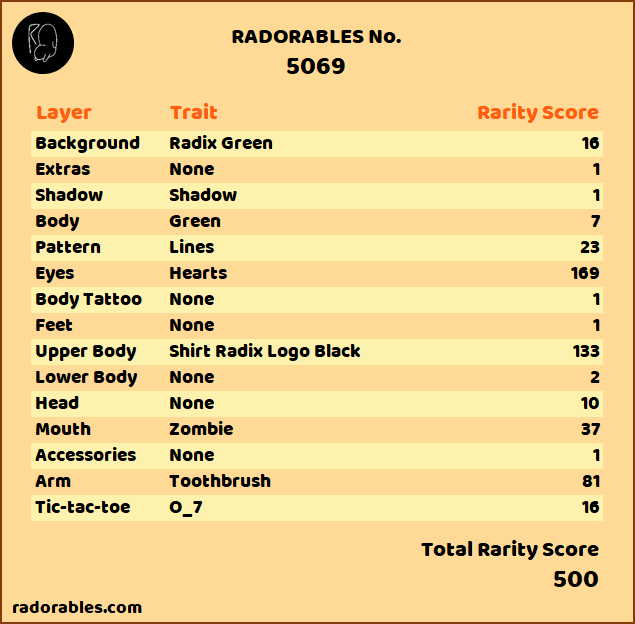 RADORABLES No.
5069
Layer Trait Rarity Score
Background Radix Green 16
Extras None 1
Shadow Shadow 1
Body Green 7
Pattern Lines 23
Eyes Hearts 169
Body Tattoo None 1
Feet None 1
Upper Body Shirt Radix Logo Black 133
Lower Body None 2
Head None 10
Mouth Zombie 37
Accessories None 1
Arm Toothbrush 81
Tic-tac-toe O_7 16
Total Rarity Score
500
radorables.com